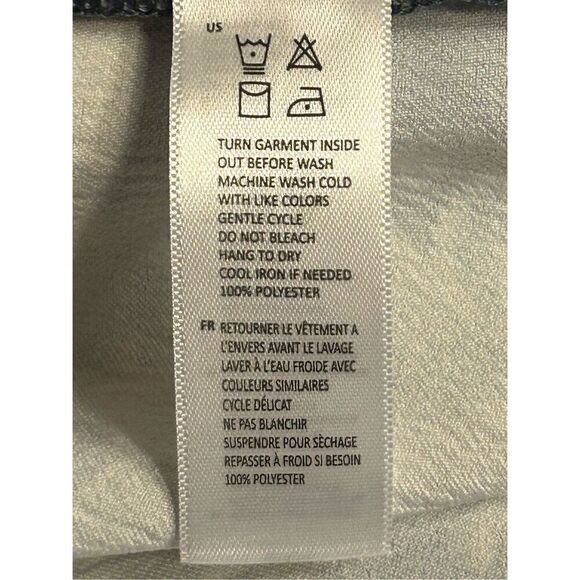 US
TURN GARMENT INSIDE
OUT BEFORE WASH
MACHINE WASH COLD
WITH LIKE COLORS
GENTLE CYCLE
DO NOT BLEACH
HANG TO DRY
COOL IRON IF NEEDED
100% POLYESTER
FR RETOURNER LE VÊTEMENT A
L'ENVERS AVANT LE LAVAGE
LAVER À L'EAU FROIDE AVEC
COULEURS SIMILAIRES
CYCLE DÉLICAT
NE PAS BLANCHIR
SUSPENDRE POUR SÈCHAGE
REPASSER À FROID SI BESOIN
100% POLYESTER